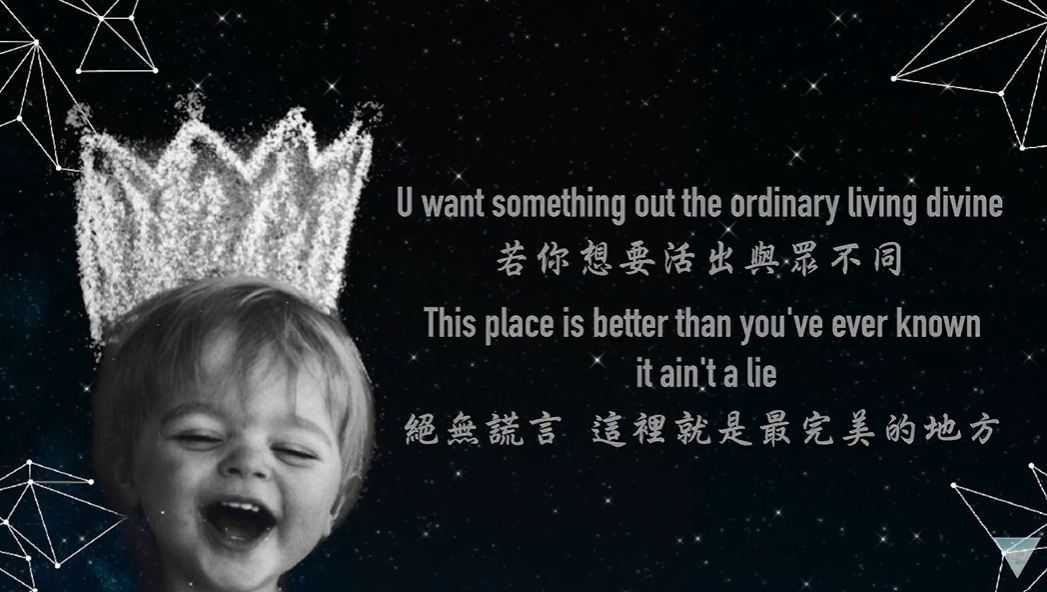 U want something out the ordinary living divine
若你想要活出與眾不同
This place is better than you've ever known
it ain't a lie
絕無謊言 這裡就是最完美的地方